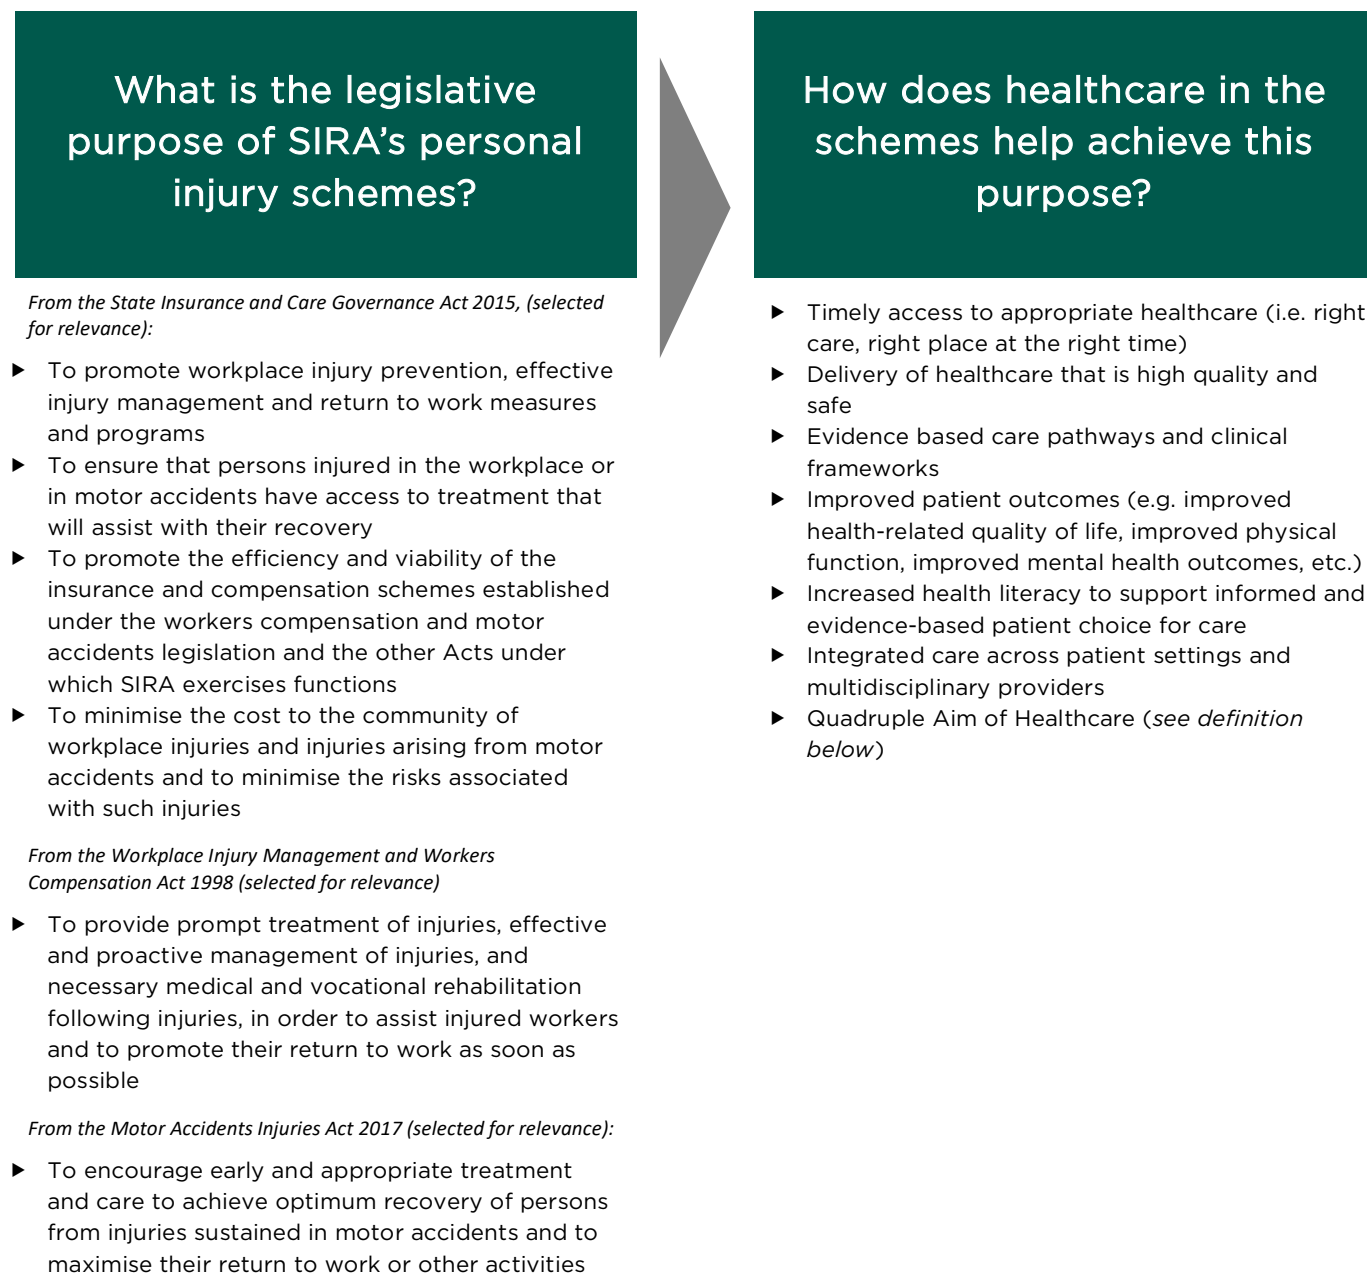 What is the legislative
purpose of SIRA’s personal
injury schemes?
From the State Insurance and Care Governance Act 2015, (selected
for relevance):
▶ To promote workplace injury prevention, effective
injury management and return to work measures
and programs
▶ To ensure that persons injured in the workplace or
in motor accidents have access to treatment that
will assist with their recovery
▶ To promote the efficiency and viability of the
insurance and compensation schemes established
under the workers compensation and motor
accidents legislation and the other Acts under
which SIRA exercises functions
▶ To minimise the cost to the community of
workplace injuries and injuries arising from motor
accidents and to minimise the risks associated
with such injuries
From the Workplace Injury Management and Workers
Compensation Act 1998 (selected for relevance)
▶ To provide prompt treatment of injuries, effective
and proactive management of injuries, and
necessary medical and vocational rehabilitation
following injuries, in order to assist injured workers
and to promote their return to work as soon as
possible
From the Motor Accidents Injuries Act 2017 (selected for relevance):
▶ To encourage early and appropriate treatment
and care to achieve optimum recovery of persons
from injuries sustained in motor accidents and to
maximise their return to work or other activities
How does healthcare in the
schemes help achieve this
purpose?
▶ Timely access to appropriate healthcare (i.e. right
care, right place at the right time)
▶ Delivery of healthcare that is high quality and
safe
▶ Evidence based care pathways and clinical
frameworks
▶ Improved patient outcomes (e.g. improved
health-related quality of life, improved physical
function, improved mental health outcomes, etc.)
▶ Increased health literacy to support informed and
evidence-based patient choice for care
▶ Integrated care across patient settings and
multidisciplinary providers
▶ Quadruple Aim of Healthcare (see definition
below)